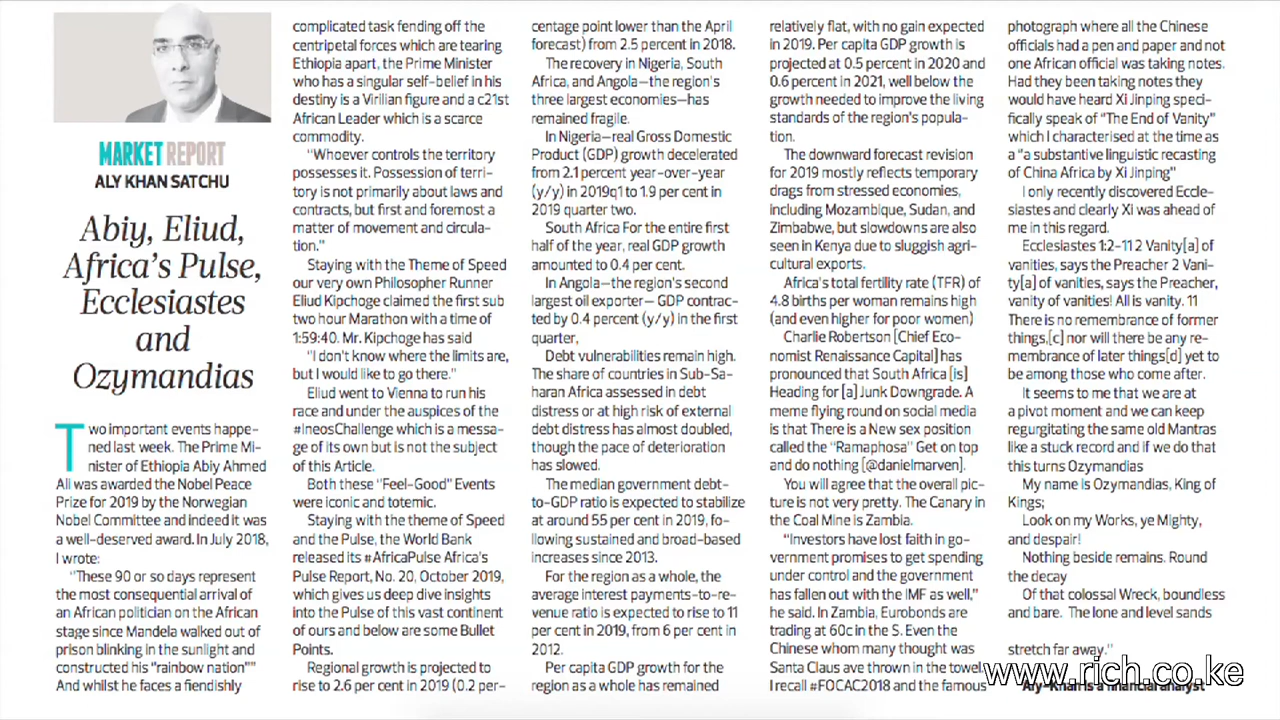 MARKET REPORT
ALY KHAN SATCHU
Abiy, Eliud,
Africa's Pulse,
Ecclesiastes
and
Ozymandias
Two important events happe-
ned last week. The Prime Mi-
nister of Ethiopia Abiy Ahmed
Ali was awarded the Nobel Peace
Prize for 2019 by the Norwegian
Nobel Committee and indeed it was
a well-deserved award. In July 2018,
I wrote:
"These 90 or so days represent
the most consequential arrival of
an African politician on the African
stage since Mandela walked out of
prison blinking in the sunlight and
constructed his "rainbow nation""
And whilst he faces a fiendishly
complicated task fending off the
centripetal forces which are tearing
Ethiopia apart, the Prime Minister
who has a singular self-belief in his
destiny is a Virilian figure and a c21st
African Leader which is a scarce
commodity.
"Whoever controls the territory
possesses it. Possession of terri-
tory is not primarily about laws and
contracts, but first and foremost a
matter of movement and circula-
tion."
Staying with the Theme of Speed
our very own Philosopher Runner
Eliud Kipchoge claimed the first sub
two hour Marathon with a time of
1:59:40. Mr. Kipchoge has said
"I don't know where the limits are,
but I would like to go there."
Eliud went to Vienna to run his
race and under the auspices of the
#IneosChallenge which is a messa-
ge of its own but is not the subject
of this Article.
Both these "Feel-Good" Events
were iconic and totemic.
Staying with the theme of Speed
and the Pulse, the World Bank
released its #AfricaPulse Africa's
Pulse Report, No. 20, October 2019,
which gives us deep dive insights
into the Pulse of this vast continent
of ours and below are some Bullet
Points.
Regional growth is projected to
rise to 2.6 per cent in 2019 (0.2 per-
centage point lower than the April
forecast) from 2.5 percent in 2018.
The recovery in Nigeria, South
Africa, and Angola—the region's
three largest economies—has
remained fragile.
In Nigeria—real Gross Domestic
Product (GDP) growth decelerated
from 2.1 percent year-over-year
(y/y) in 2019q1 to 1.9 per cent in
2019 quarter two.
South Africa For the entire first
half of the year, real GDP growth
amounted to 0.4 per cent.
In Angola—the region's second
largest oil exporter— GDP contrac-
ted by 0.4 percent (y/y) in the first
quarter,
Debt vulnerabilities remain high.
The share of countries in Sub-Sa-
haran Africa assessed in debt
distress or at high risk of external
debt distress has almost doubled,
though the pace of deterioration
has slowed.
The median government debt-
to-GDP ratio is expected to stabilize
at around 55 per cent in 2019, fo-
llowing sustained and broad-based
increases since 2013.
For the region as a whole, the
average interest payments-to-re-
venue ratio is expected to rise to 11
per cent in 2019, from 6 per cent in
2012.
Per capita GDP growth for the
region as a whole has remained
relatively flat, with no gain expected
in 2019. Per capita GDP growth is
projected at 0.5 percent in 2020 and
0.6 percent in 2021, well below the
growth needed to improve the living
standards of the region's popula-
tion.
The downward forecast revision
for 2019 mostly reflects temporary
drags from stressed economies,
including Mozambique, Sudan, and
Zimbabwe, but slowdowns are also
seen in Kenya due to sluggish agri-
cultural exports.
Africa's total fertility rate (TFR) of
4.8 births per woman remains high
(and even higher for poor women)
Charlie Robertson [Chief Eco-
nomist Renaissance Capital] has
pronounced that South Africa [is]
Heading for [a] Junk Downgrade. A
meme flying round on social media
is that There is a New sex position
called the "Ramaphosa" Get on top
and do nothing [@danielmarven].
You will agree that the overall pic-
ture is not very pretty. The Canary in
the Coal Mine is Zambia.
"Investors have lost faith in go-
vernment promises to get spending
under control and the government
has fallen out with the IMF as well,"
he said. In Zambia, Eurobonds are
trading at 60c in the S. Even the
Chinese whom many thought was
Santa Claus ave thrown in the towel
I recall #FOCAC2018 and the famous
photograph where all the Chinese
officials had a pen and paper and not
one African official was taking notes.
Had they been taking notes they
would have heard Xi Jinping speci-
fically speak of "The End of Vanity"
which I characterised at the time as
a "a substantive linguistic recasting
of China Africa by Xi Jinping"
I only recently discovered Eccle-
siastes and clearly Xi was ahead of
me in this regard.
Ecclesiastes 1:2-11 2 Vanity[a] of
vanities, says the Preacher 2 Vani-
ty[a] of vanities, says the Preacher,
vanity of vanities! All is vanity. 11
There is no remembrance of former
things,[c] nor will there be any re-
membrance of later things[d] yet to
be among those who come after.
It seems to me that we are at
a pivot moment and we can keep
regurgitating the same old Mantras
like a stuck record and if we do that
this turns Ozymandias
My name is Ozymandias, King of
Kings;
Look on my Works, ye Mighty,
and despair!
Nothing beside remains. Round
the decay
Of that colossal Wreck, boundless
and bare. The lone and level sands
stretch far away."
www.rich.co.ke
Aly-Khan is a financial analyst